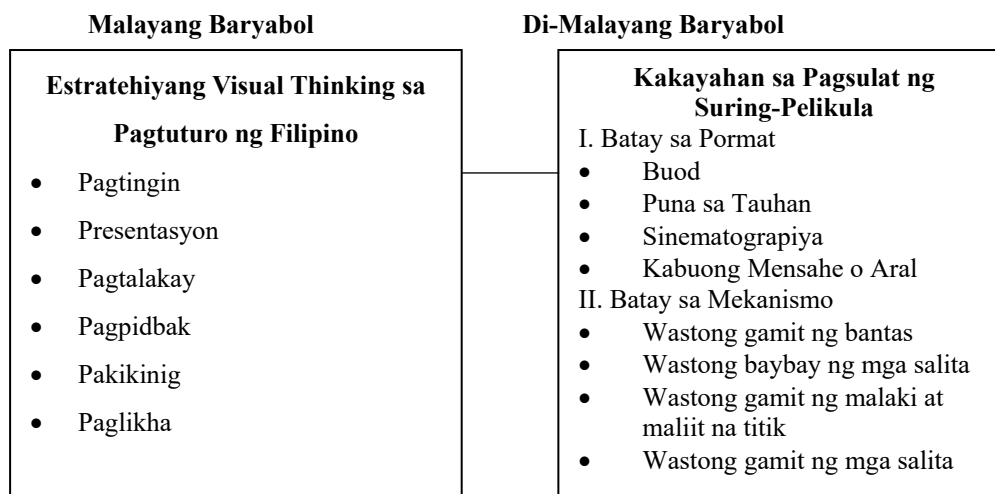 Malayang Baryabol
Di-Malayang Baryabol
Estratehiyang Visual Thinking sa
Pagtuturo ng Filipino
• Pagtingin
• Presentasyon
• Pagtalakay
• Pagpidbak
• Pakikinig
• Paglikha
Kakayahan sa Pagsulat ng
Suring-Pelikula
I. Batay sa Pormat
• Buod
• Puna sa Tauhan
• Sinematograpiya
• Kabuong Mensahe o Aral
II. Batay sa Mekanismo
• Wastong gamit ng bantas
• Wastong baybay ng mga salita
• Wastong gamit ng malaki at
maliit na titik
• Wastong gamit ng mga salita